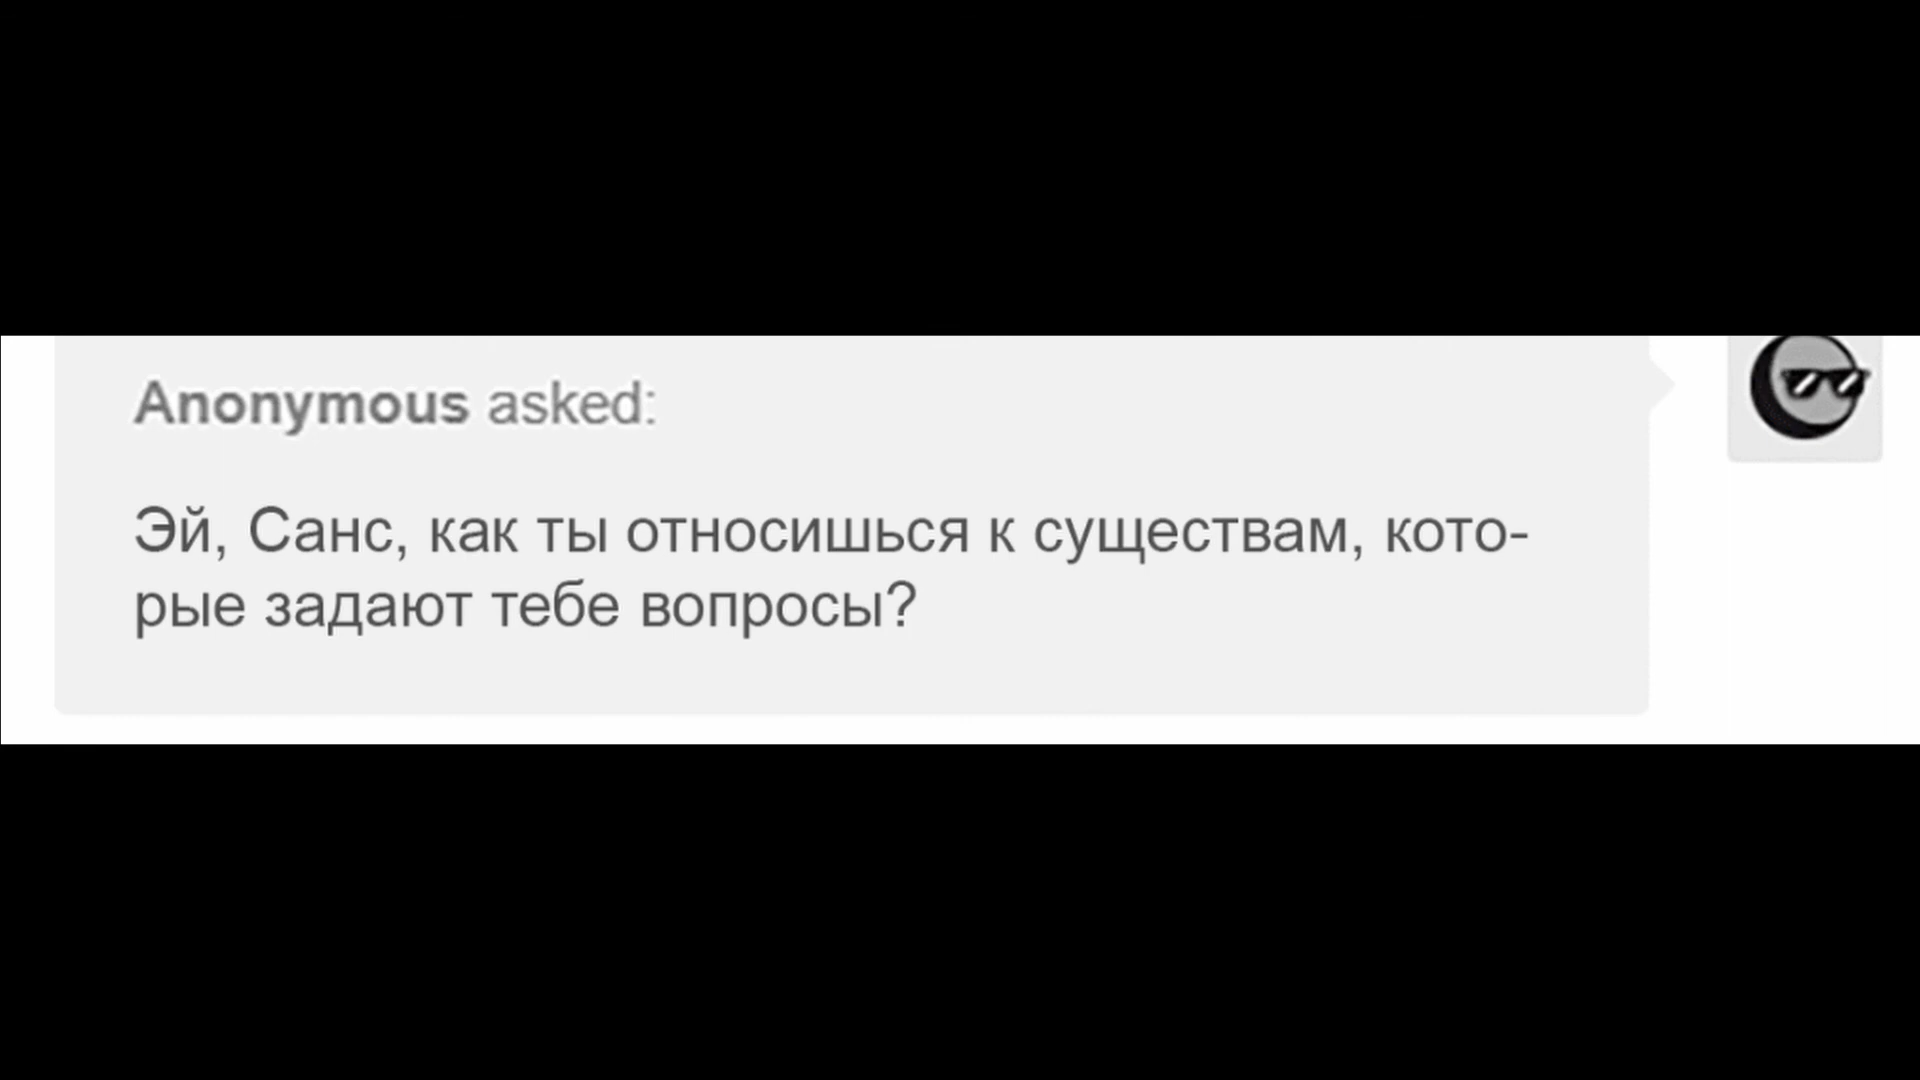 Anonymous asked:
Эй, Санс, как ты относишься к существам, кото-
рые задают тебе вопросы?